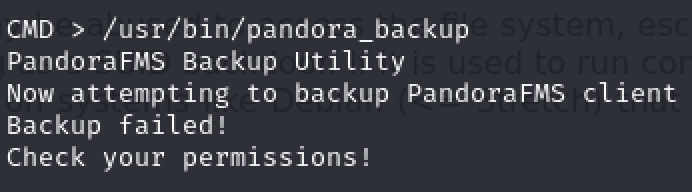 CMD > /usr/bin/pandora_backup
PandoraFMS Backup Utility
Now attempting to backup PandoraFMS client
Backup failed!
Check your permissions!